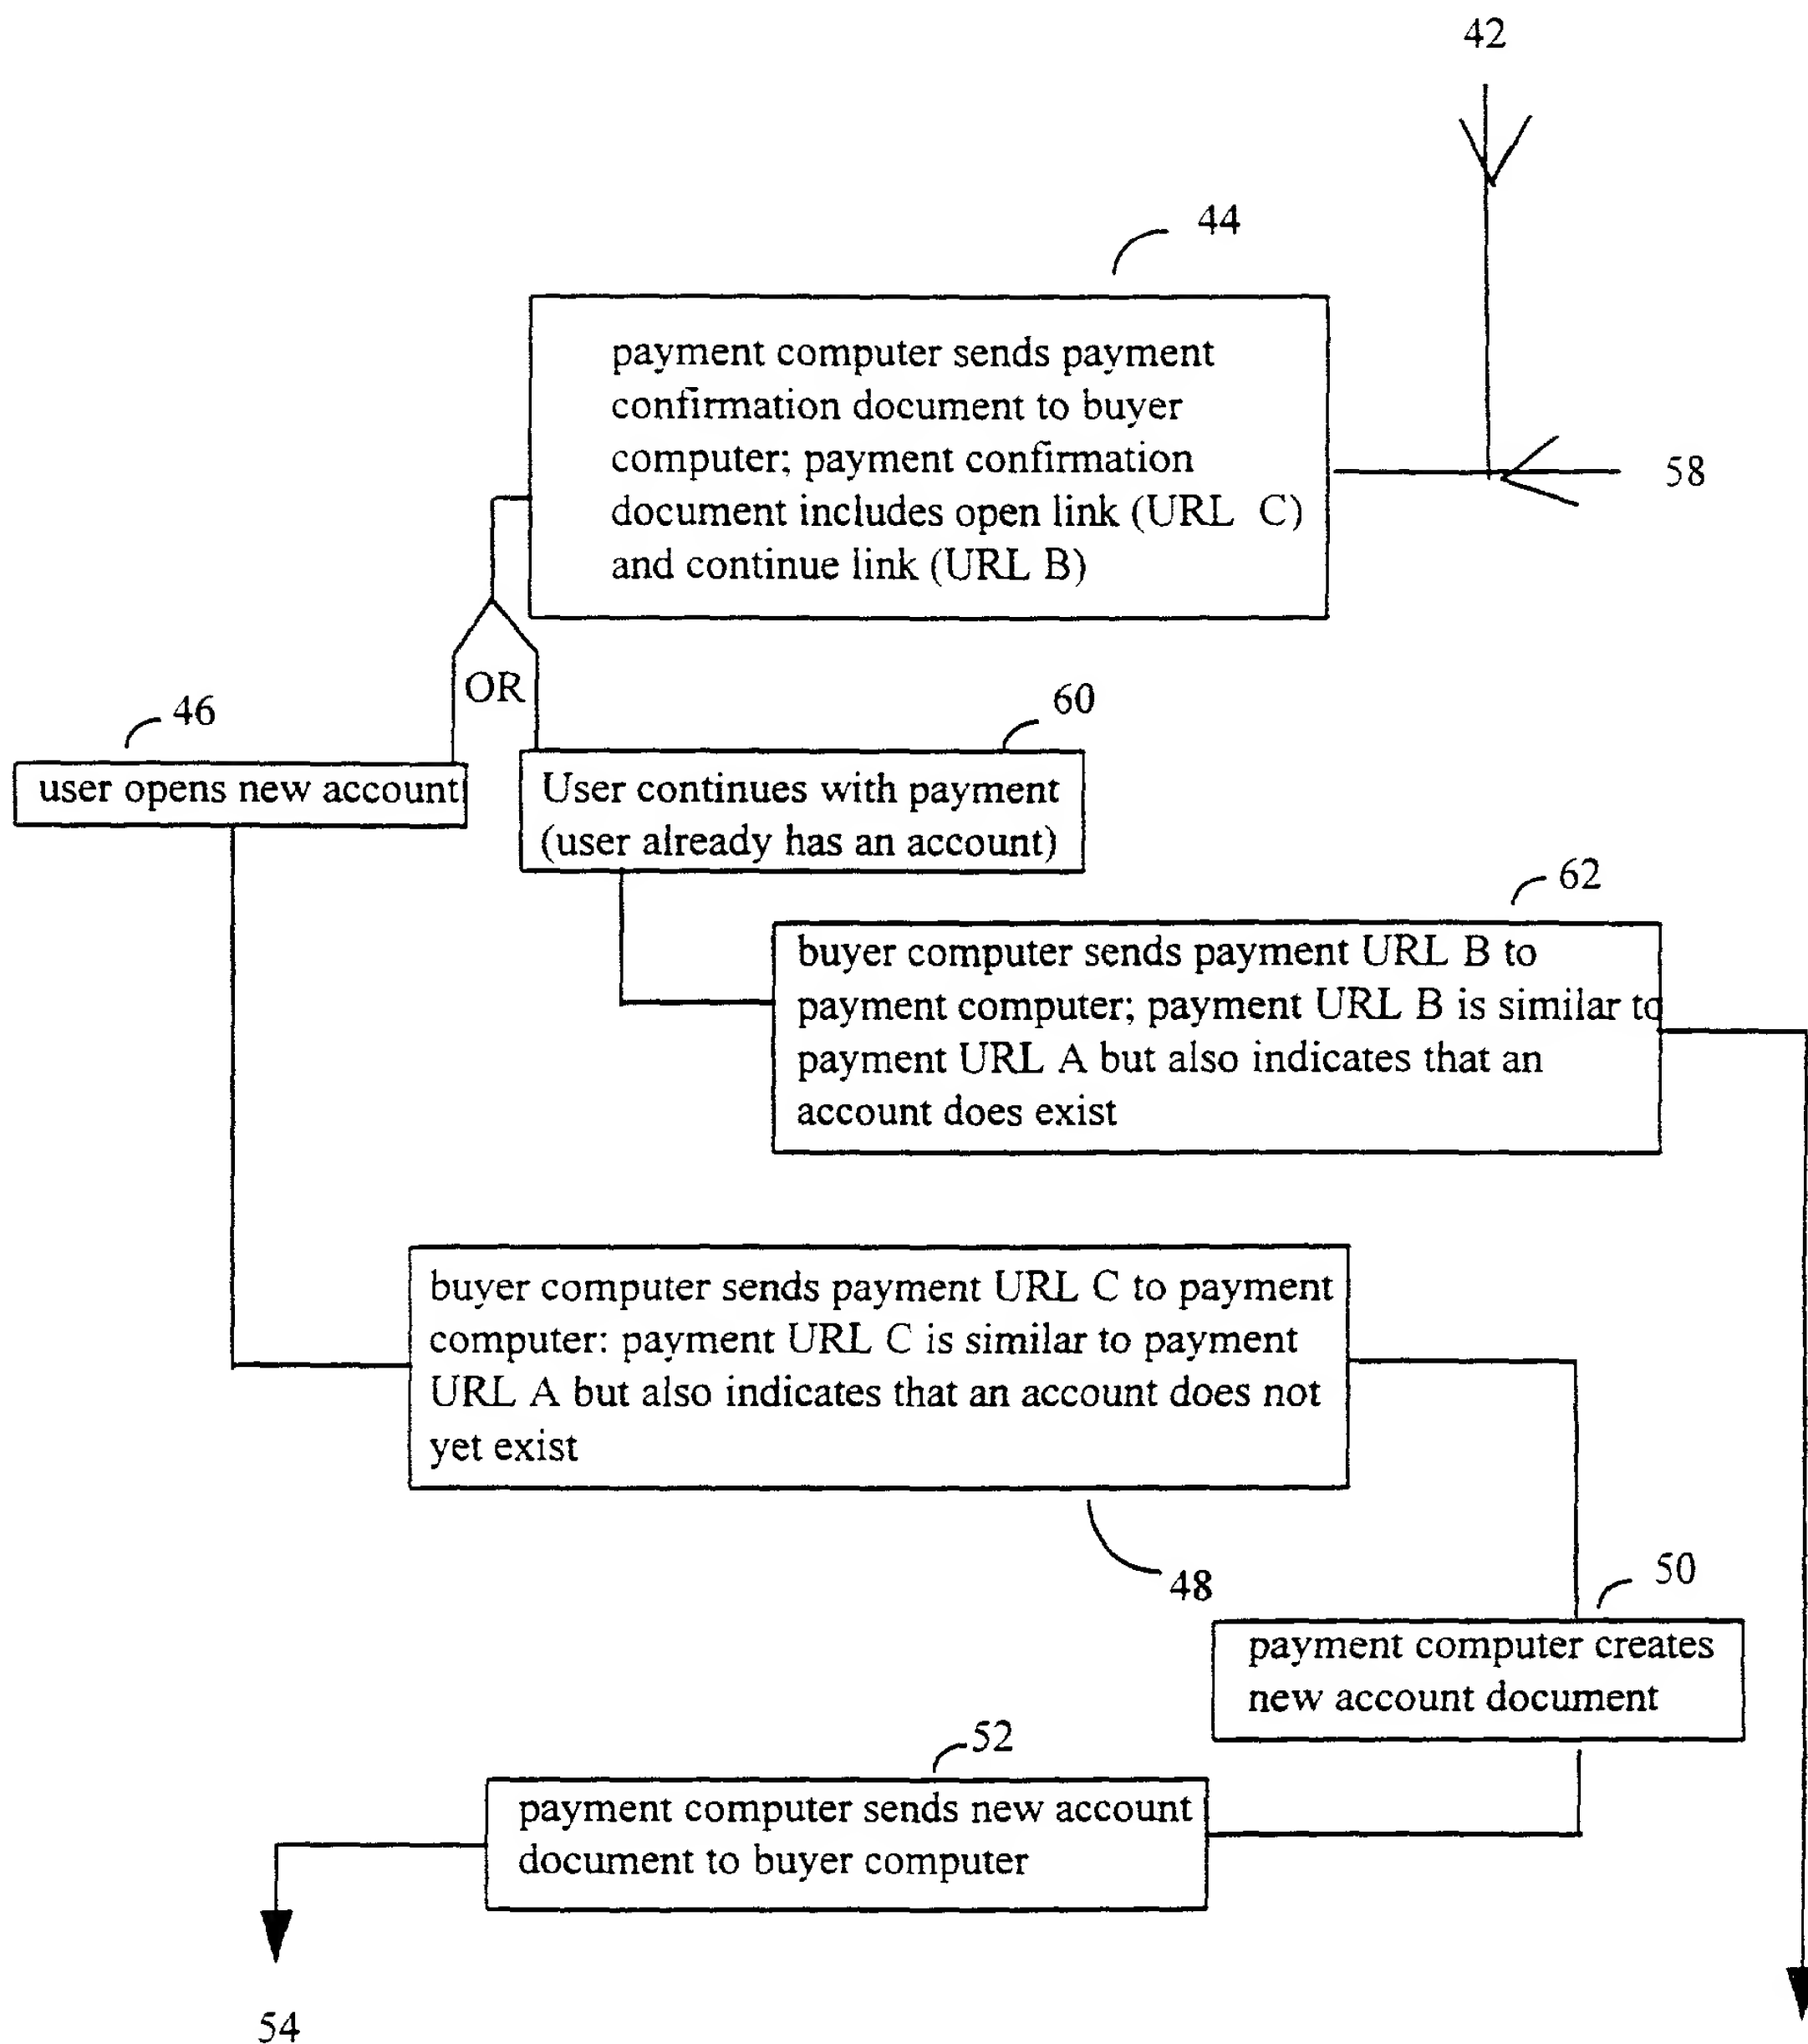 42
44
payment computer sends payment
confirmation document to buyer
computer; payment confirmation
document includes open link (URL C)
and continue link (URL B)
58
OR
46
user opens new account
60
User continues with payment
(user already has an account)
62
buyer computer sends payment URL B to
payment computer; payment URL B is similar to
payment URL A but also indicates that an
account does exist
buyer computer sends payment URL C to payment
computer: payment URL C is similar to payment
URL A but also indicates that an account does not
yet exist
48
50
payment computer creates
new account document
52
payment computer sends new account
document to buyer computer
54